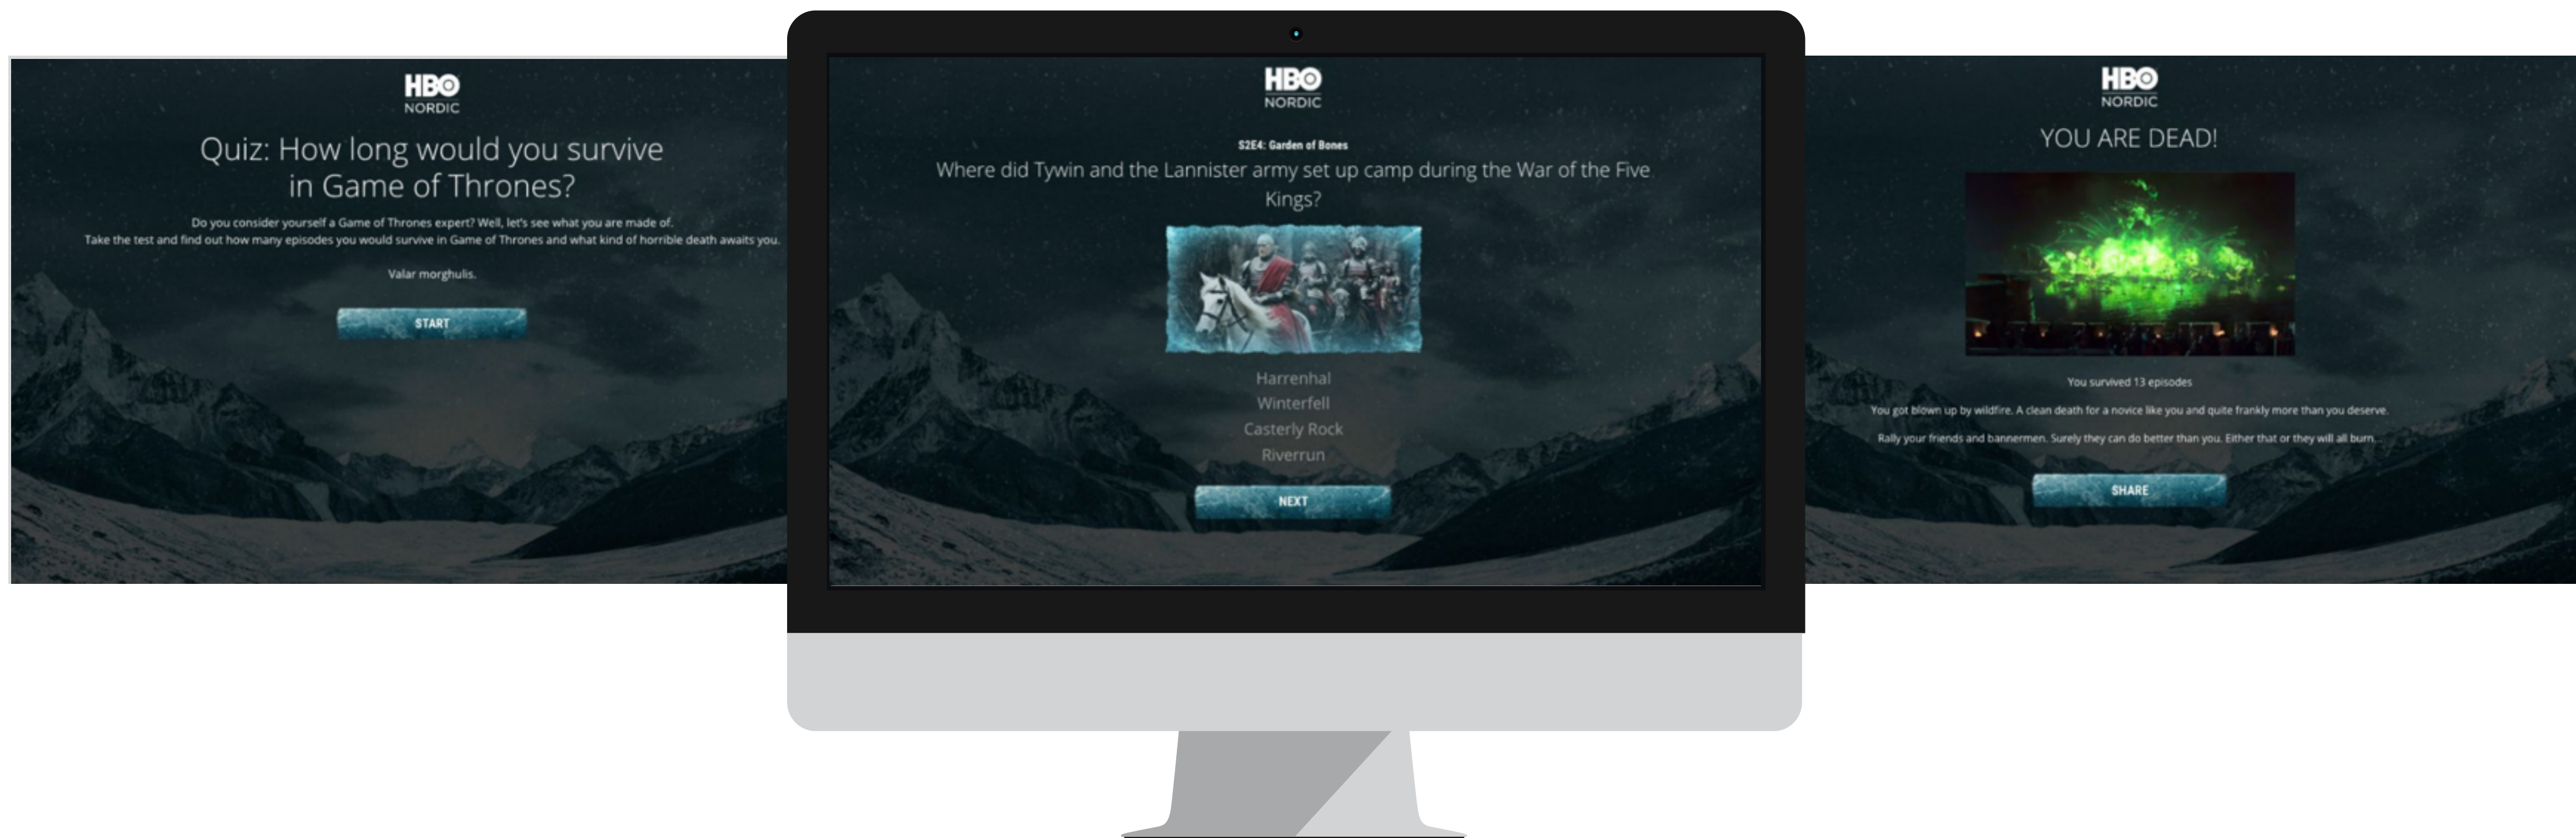 HBO
NORDIC
Quiz: How long would you survive
in Game of Thrones?
Do you consider yourself a Game of Thrones expert? Well, let's see what you are made of.
Take the test and find out how many episodes you would survive in Game of Thrones and what kind of horrible death awaits you.
Valar morghulis.
START
HBO
NORDIC
S2E4: Garden of Bones
Where did Tywin and the Lannister army set up camp during the War of the Five
Kings?
Harrenhal
Winterfell
Casterly Rock
Riverrun
NEXT
HBO
NORDIC
YOU ARE DEAD!
You survived 13 episodes
You got blown up by wildfire. A clean death for a novice like you and quite frankly more than you deserve.
Rally your friends and bannermen. Surely they can do better than you. Either that or they will all burn...
SHARE